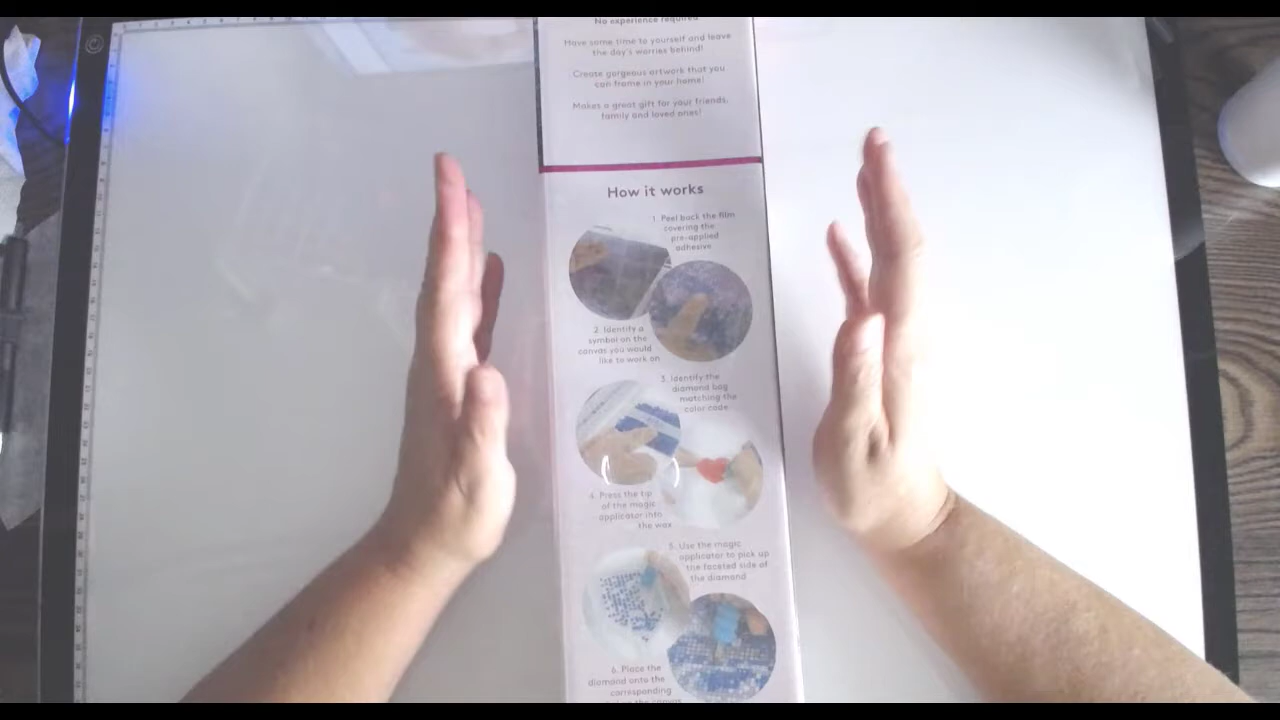 No experience required
Have some time to yourself and leave
the day's worries behind!
Create gorgeous artwork that you
can frame in your home!
Makes a great gift for your friends,
family and loved ones!
How it works
1. Peel back the film
covering the
pre-applied
adhesive
2. Identify a
symbol on the
canvas you would
like to work on
3. Identify the
diamond bag
matching the
color code
4. Press the tip
of the magic
applicator into
the wax
5. Use the magic
applicator to pick up
the faceted side of
the diamond
6. Place the
diamond onto the
corresponding